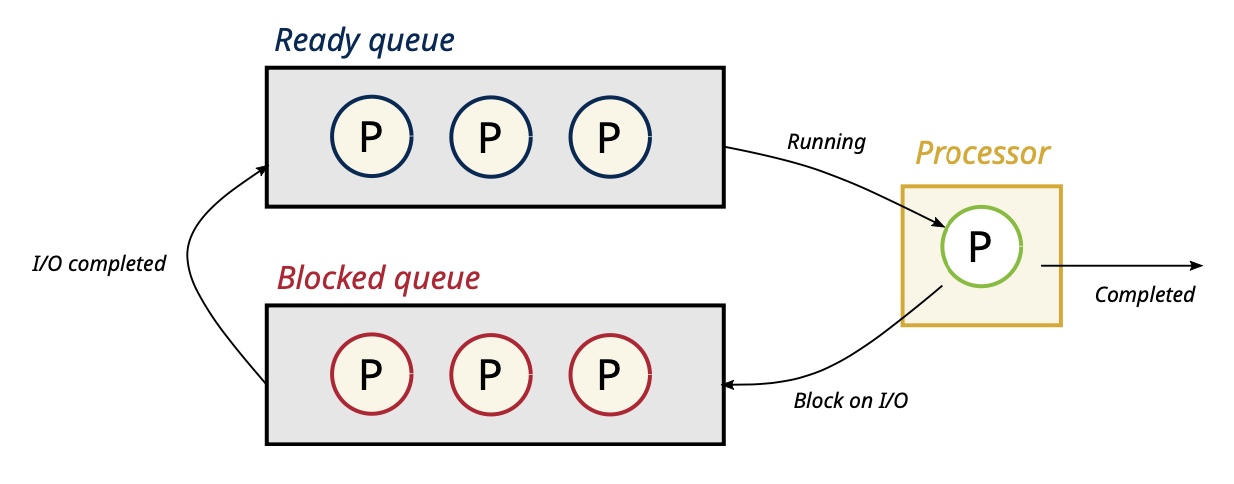 Ready queue
P P P
Running
Processor
P
I/O completed
Blocked queue
Completed
P P P
Block on I/O